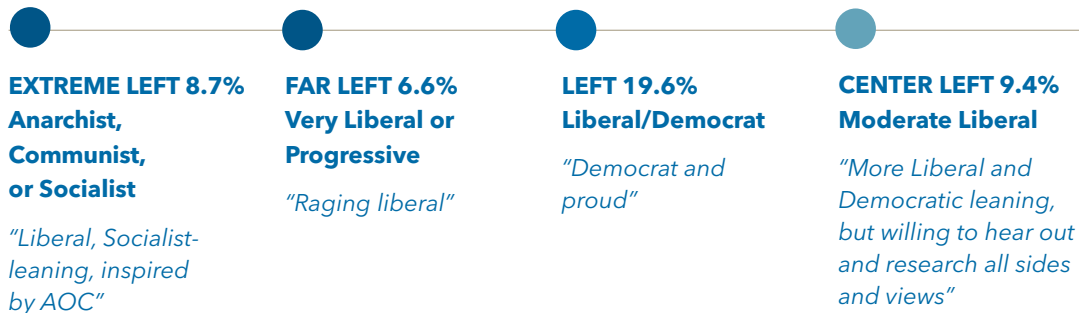 EXTREME LEFT 8.7%
Anarchist,
Communist,
or Socialist
“Liberal, Socialist-
leaning, inspired
by AOC”
FAR LEFT 6.6%
Very Liberal or
Progressive
“Raging liberal”
LEFT 19.6%
Liberal/Democrat
“Democrat and
proud”
CENTER LEFT 9.4%
Moderate Liberal
“More Liberal and
Democratic leaning,
but willing to hear out
and research all sides
and views”